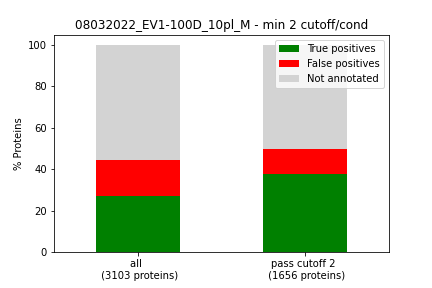 08032022_EV1-100D_10pl_M - min 2 cutoff/cond
100
80
60
40
20
0
% Proteins
True positives
False positives
Not annotated
all
(3103 proteins)
pass cutoff 2
(1656 proteins)